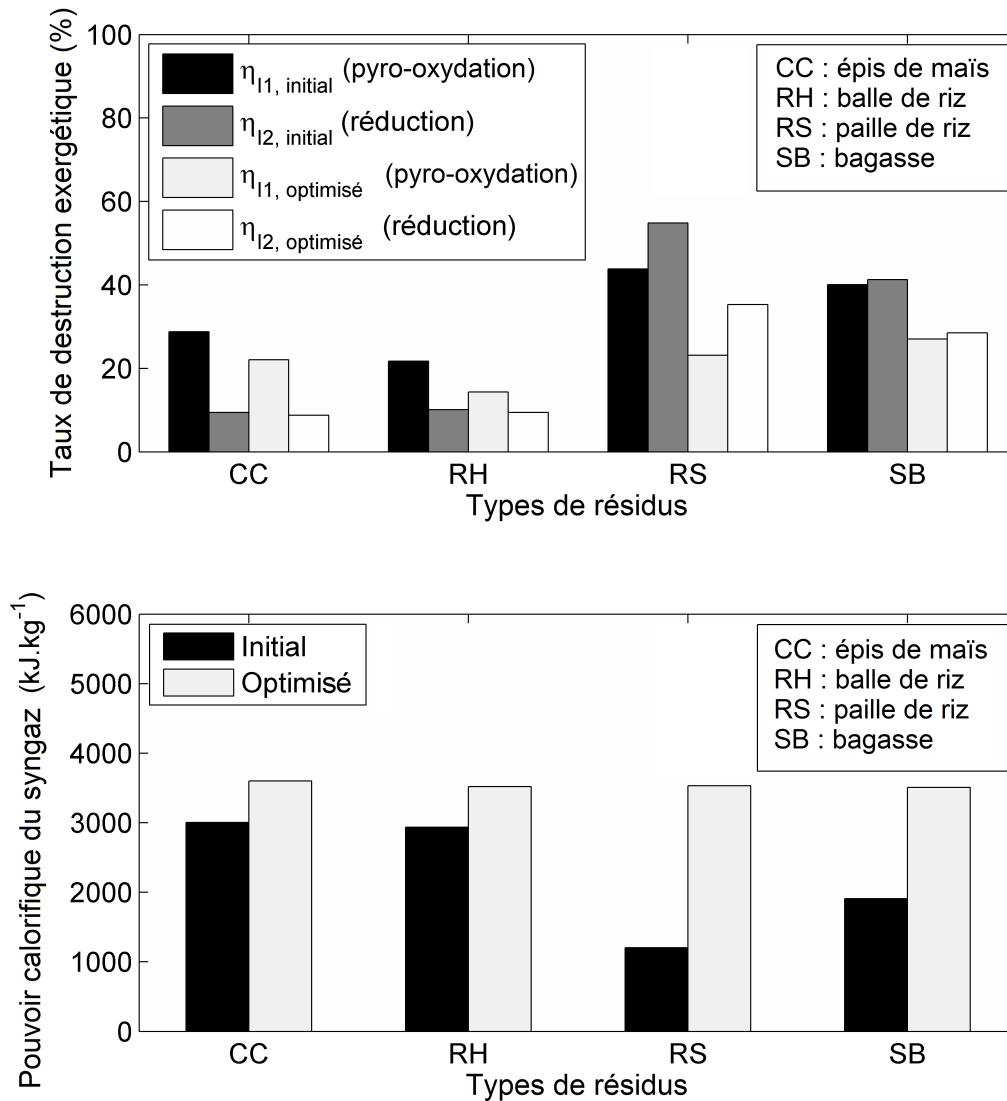 Taux de destruction exergétique (%)
100
80
60
40
20
0
ηI1, initial (pyro-oxydation)
ηI2, initial (réduction)
ηI1, optimisé (pyro-oxydation)
ηI2, optimisé (réduction)
CC : épis de maïs
RH : balle de riz
RS : paille de riz
SB : bagasse
CC RH RS SB
Types de résidus
Pouvoir calorifique du syngaz (kJ.kg-1)
6000
5000
4000
3000
2000
1000
0
Initial
Optimisé
CC : épis de maïs
RH : balle de riz
RS : paille de riz
SB : bagasse
CC RH RS SB
Types de résidus